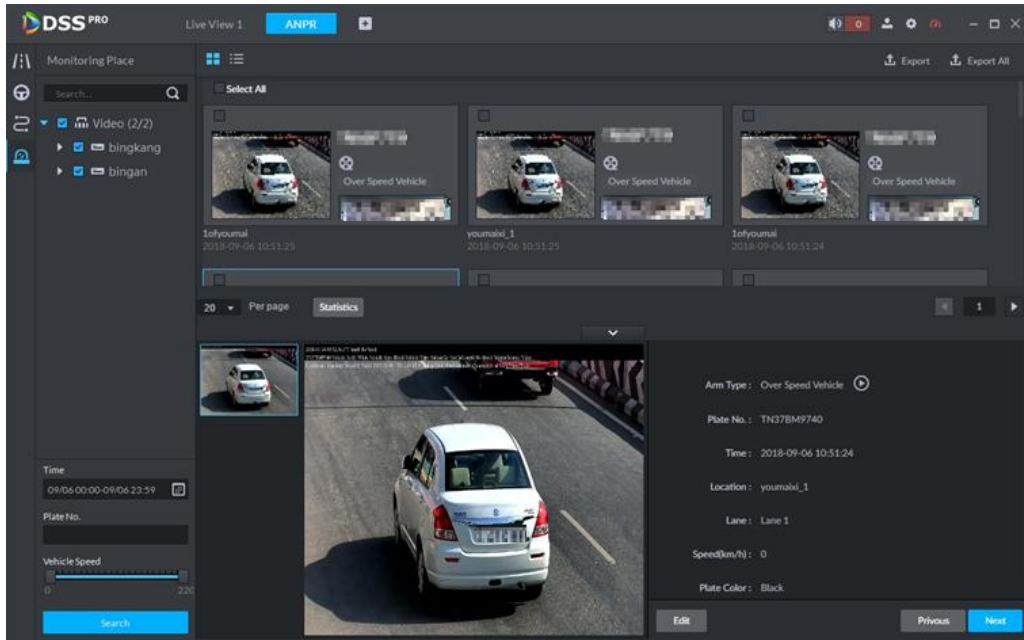 DSS PRO
Live View 1
ANPR
0
Monitoring Place
Export
Export All
Search...
Select All
Video (2/2)
bingkang
bingan
Over Speed Vehicle
Over Speed Vehicle
Over Speed Vehicle
1ofyoumai
2018-09-06 10:51:25
youmaixi_1
2018-09-06 10:51:25
1ofyoumai
2018-09-06 10:51:24
20
Per page
Statistics
1
Arm Type : Over Speed Vehicle
Plate No. : TN37BM9740
Time : 2018-09-06 10:51:24
Location : youmaixi_1
Lane : Lane 1
Speed(km/h) : 0
Plate Color : Black
Time
09/06 00:00-09/06 23:59
Plate No.
Vehicle Speed
0
220
Search
Edit
Privous
Next